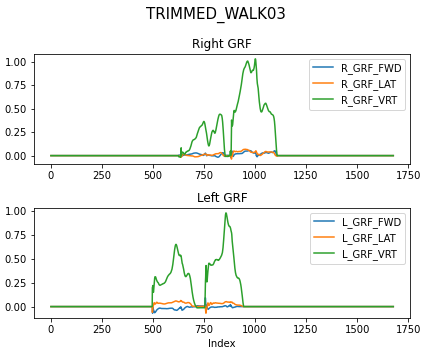 TRIMMED_WALK03
Right GRF
1.00
0.75
0.50
0.25
0.00
R_GRF_FWD
R_GRF_LAT
R_GRF_VRT
0 250 500 750 1000 1250 1500 1750
Left GRF
1.00
0.75
0.50
0.25
0.00
L_GRF_FWD
L_GRF_LAT
L_GRF_VRT
0 250 500 750 1000 1250 1500 1750
Index